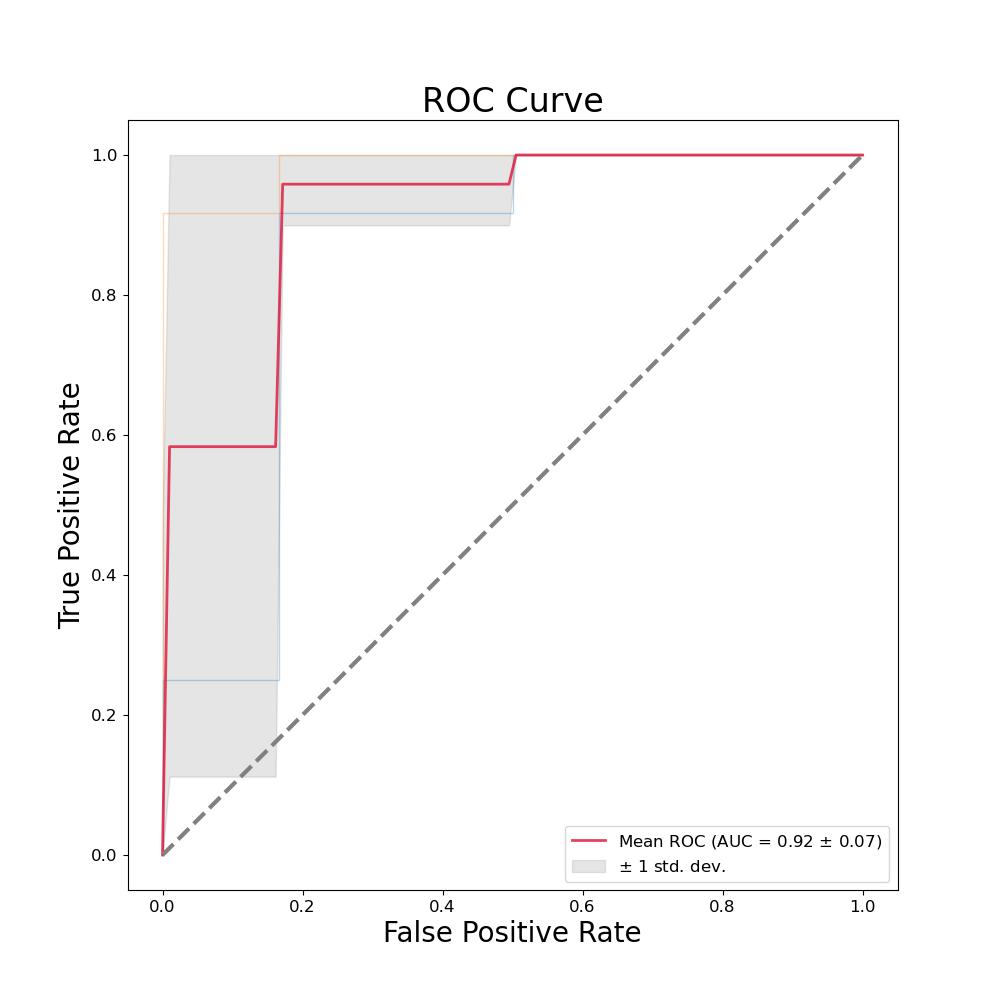 ROC Curve
1.0
0.8
0.6
0.4
0.2
0.0
True Positive Rate
Mean ROC (AUC = 0.92 ± 0.07)
± 1 std. dev.
0.0 0.2 0.4 0.6 0.8 1.0
False Positive Rate